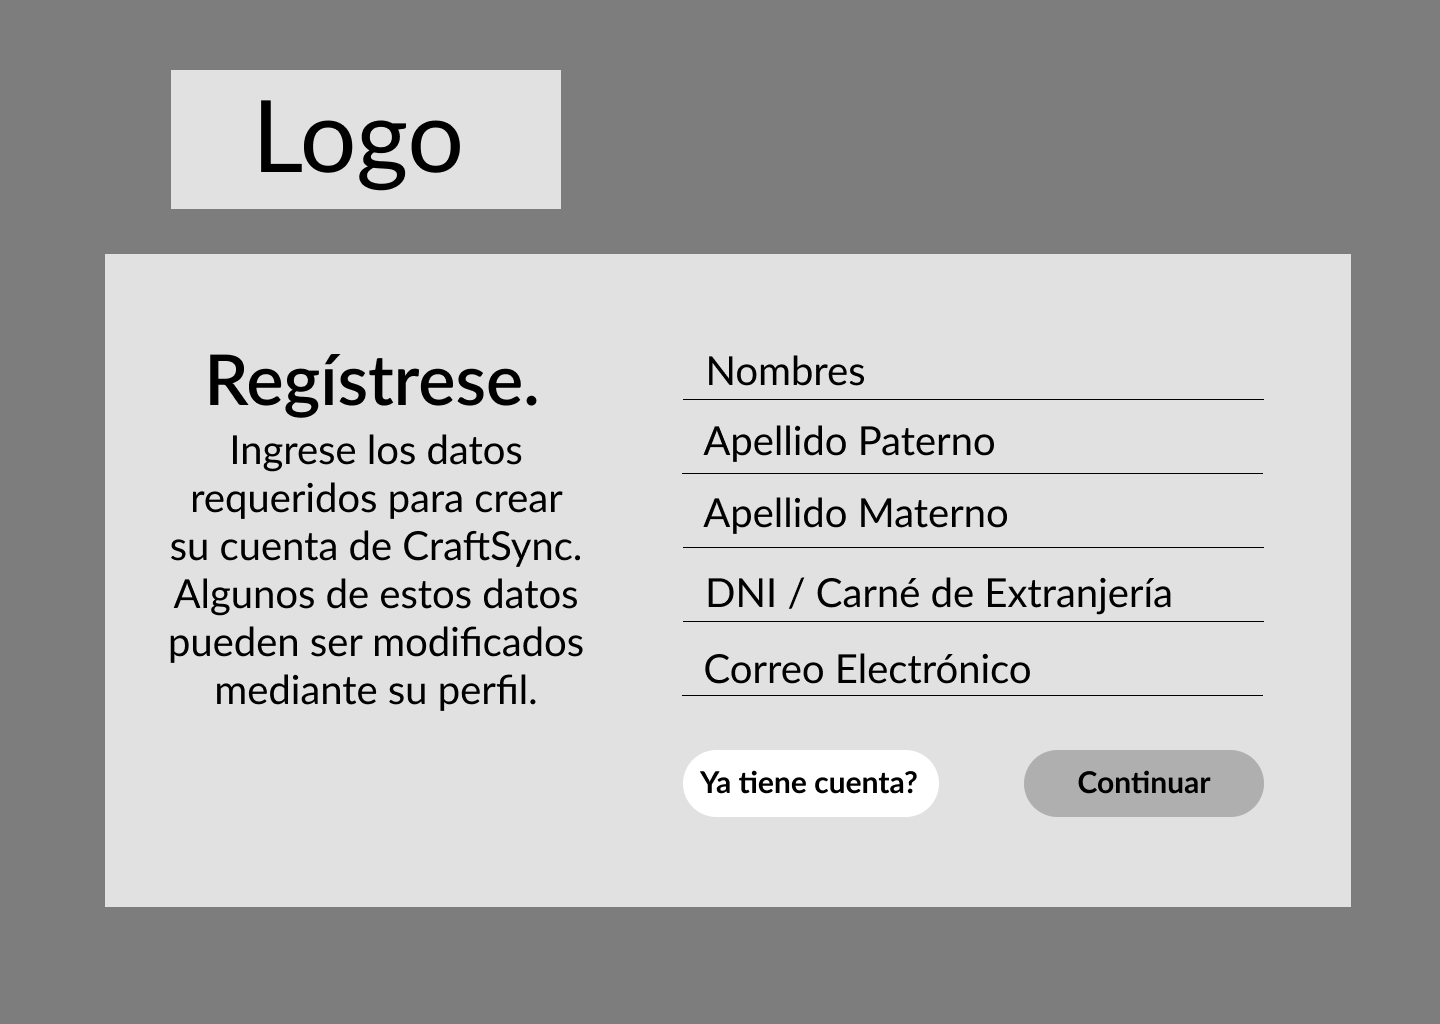 Logo
Regístrese.
Ingrese los datos
requeridos para crear
su cuenta de CraftSync.
Algunos de estos datos
pueden ser modificados
mediante su perfil.
Nombres
Apellido Paterno
Apellido Materno
DNI / Carné de Extranjería
Correo Electrónico
Ya tiene cuenta?
Continuar